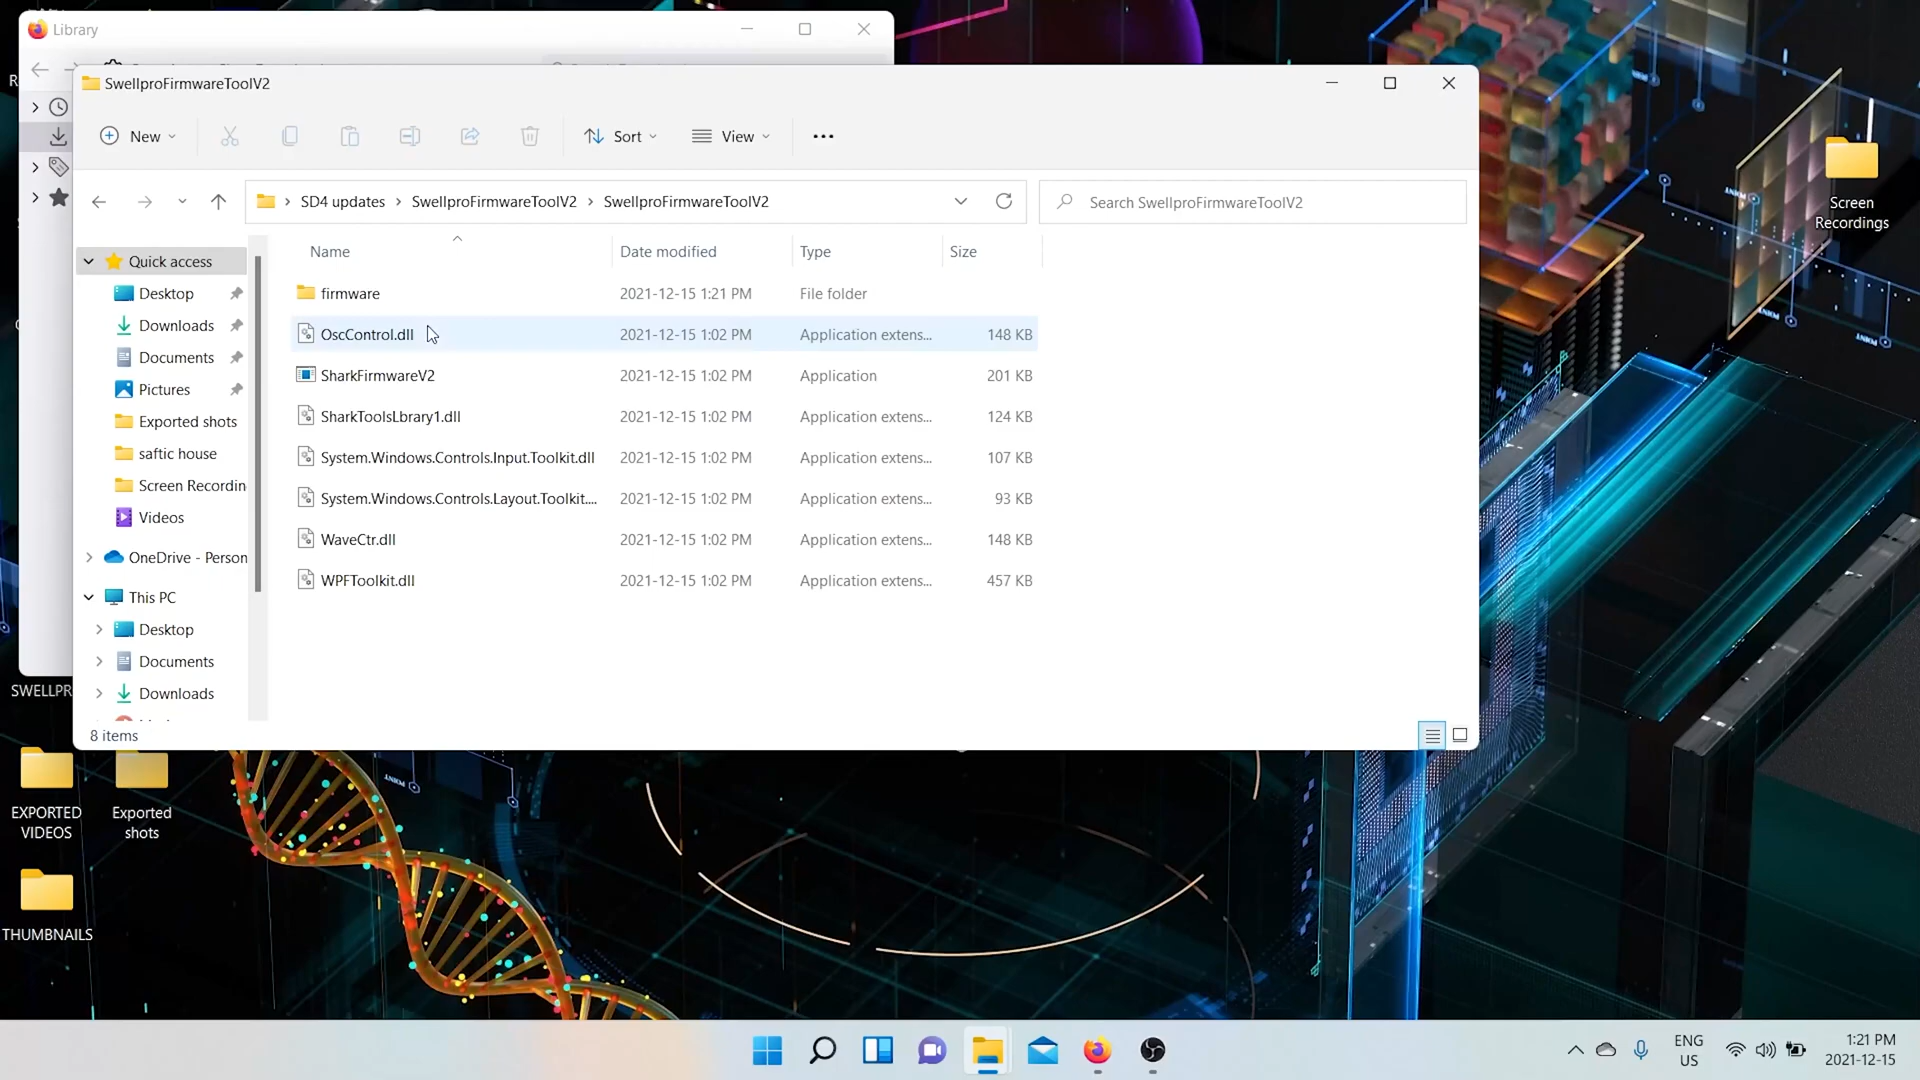 Library
SwellproFirmwareToolV2
New
Sort
View
SD4 updates
SwellproFirmwareToolV2
SwellproFirmwareToolV2
Search SwellproFirmwareToolV2
Name
Date modified
Type
Size
Quick access
Desktop
Downloads
Documents
Pictures
Exported shots
saftic house
Screen Recordin
Videos
OneDrive - Person
This PC
Desktop
Documents
Downloads
firmware 2021-12-15 1:21 PM File folder
OscControl.dll 2021-12-15 1:02 PM Application extens... 148 KB
SharkFirmwareV2 2021-12-15 1:02 PM Application 201 KB
SharkToolsLbrary1.dll 2021-12-15 1:02 PM Application extens... 124 KB
System.Windows.Controls.Input.Toolkit.dll 2021-12-15 1:02 PM Application extens... 107 KB
System.Windows.Controls.Layout.Toolkit.... 2021-12-15 1:02 PM Application extens... 93 KB
WaveCtr.dll 2021-12-15 1:02 PM Application extens... 148 KB
WPFToolkit.dll 2021-12-15 1:02 PM Application extens... 457 KB
8 items
Screen
Recordings
SWELLPR
EXPORTED
VIDEOS
Exported
shots
THUMBNAILS
POINT
POINT
POINT
POINT
ENG
US
1:21 PM
2021-12-15